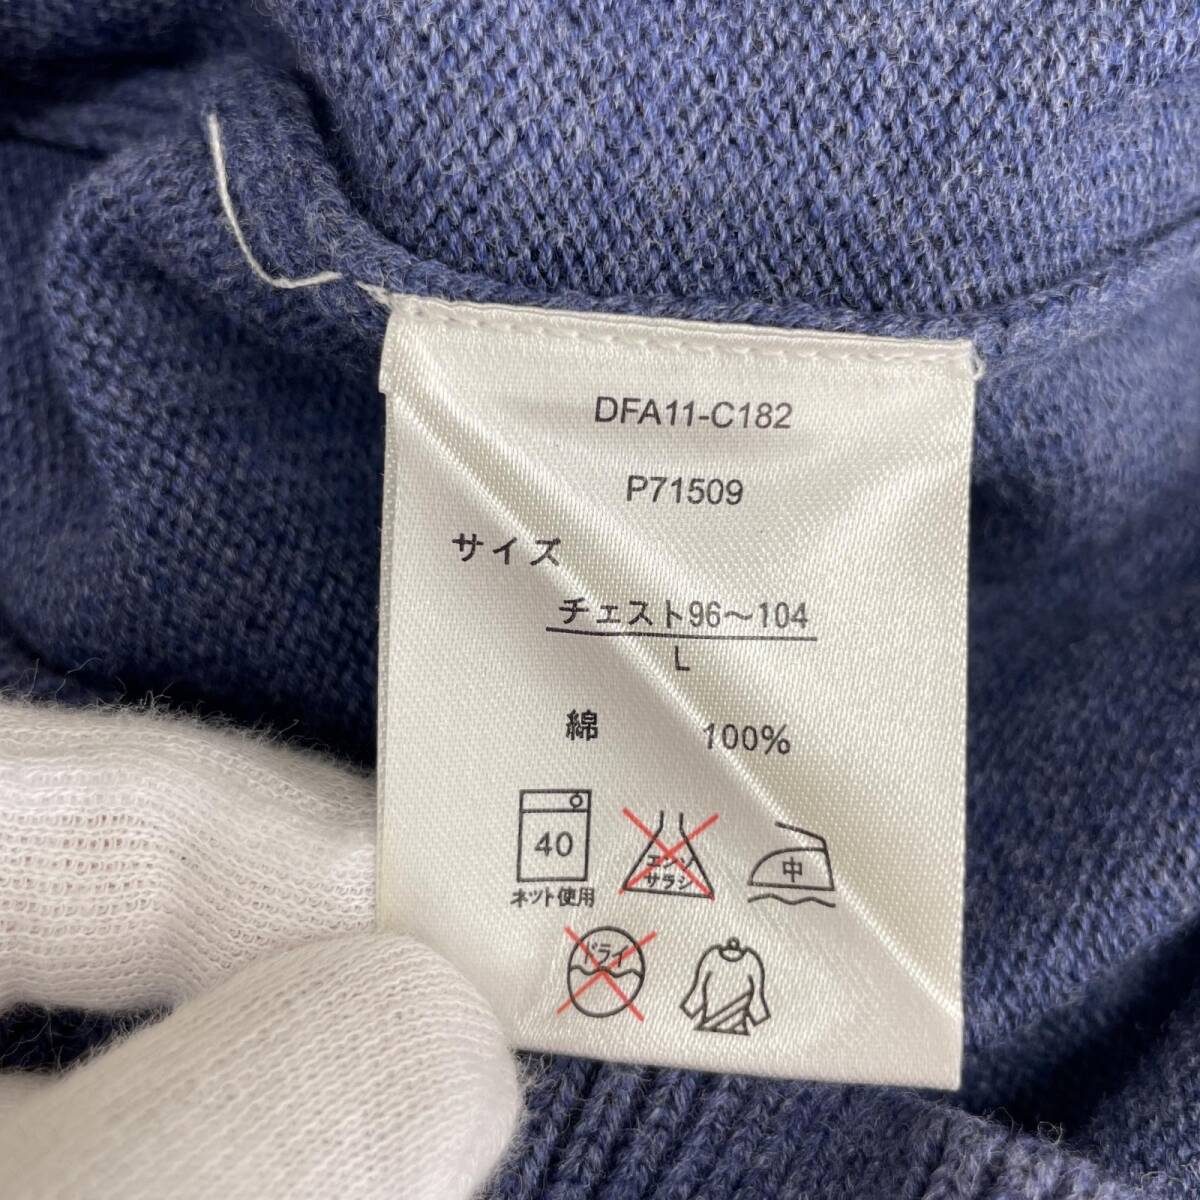 DFA11-C182
P71509
サイズ
チェスト96～104
L
綿 100%
40
ネット使用
エンソ
サラシ
中
ドライ